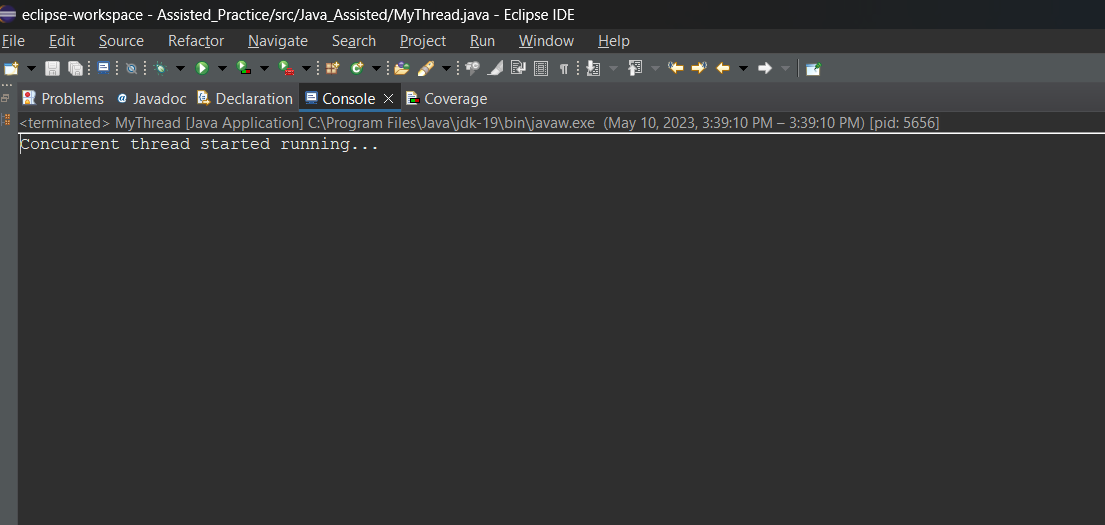 eclipse-workspace - Assisted_Practice/src/Java_Assisted/MyThread.java - Eclipse IDE
File Edit Source Refactor Navigate Search Project Run Window Help
Problems Javadoc Declaration Console Coverage
<terminated> MyThread [Java Application] C:\Program Files\Java\jdk-19\bin\javaw.exe (May 10, 2023, 3:39:10 PM – 3:39:10 PM) [pid: 5656]
Concurrent thread started running...